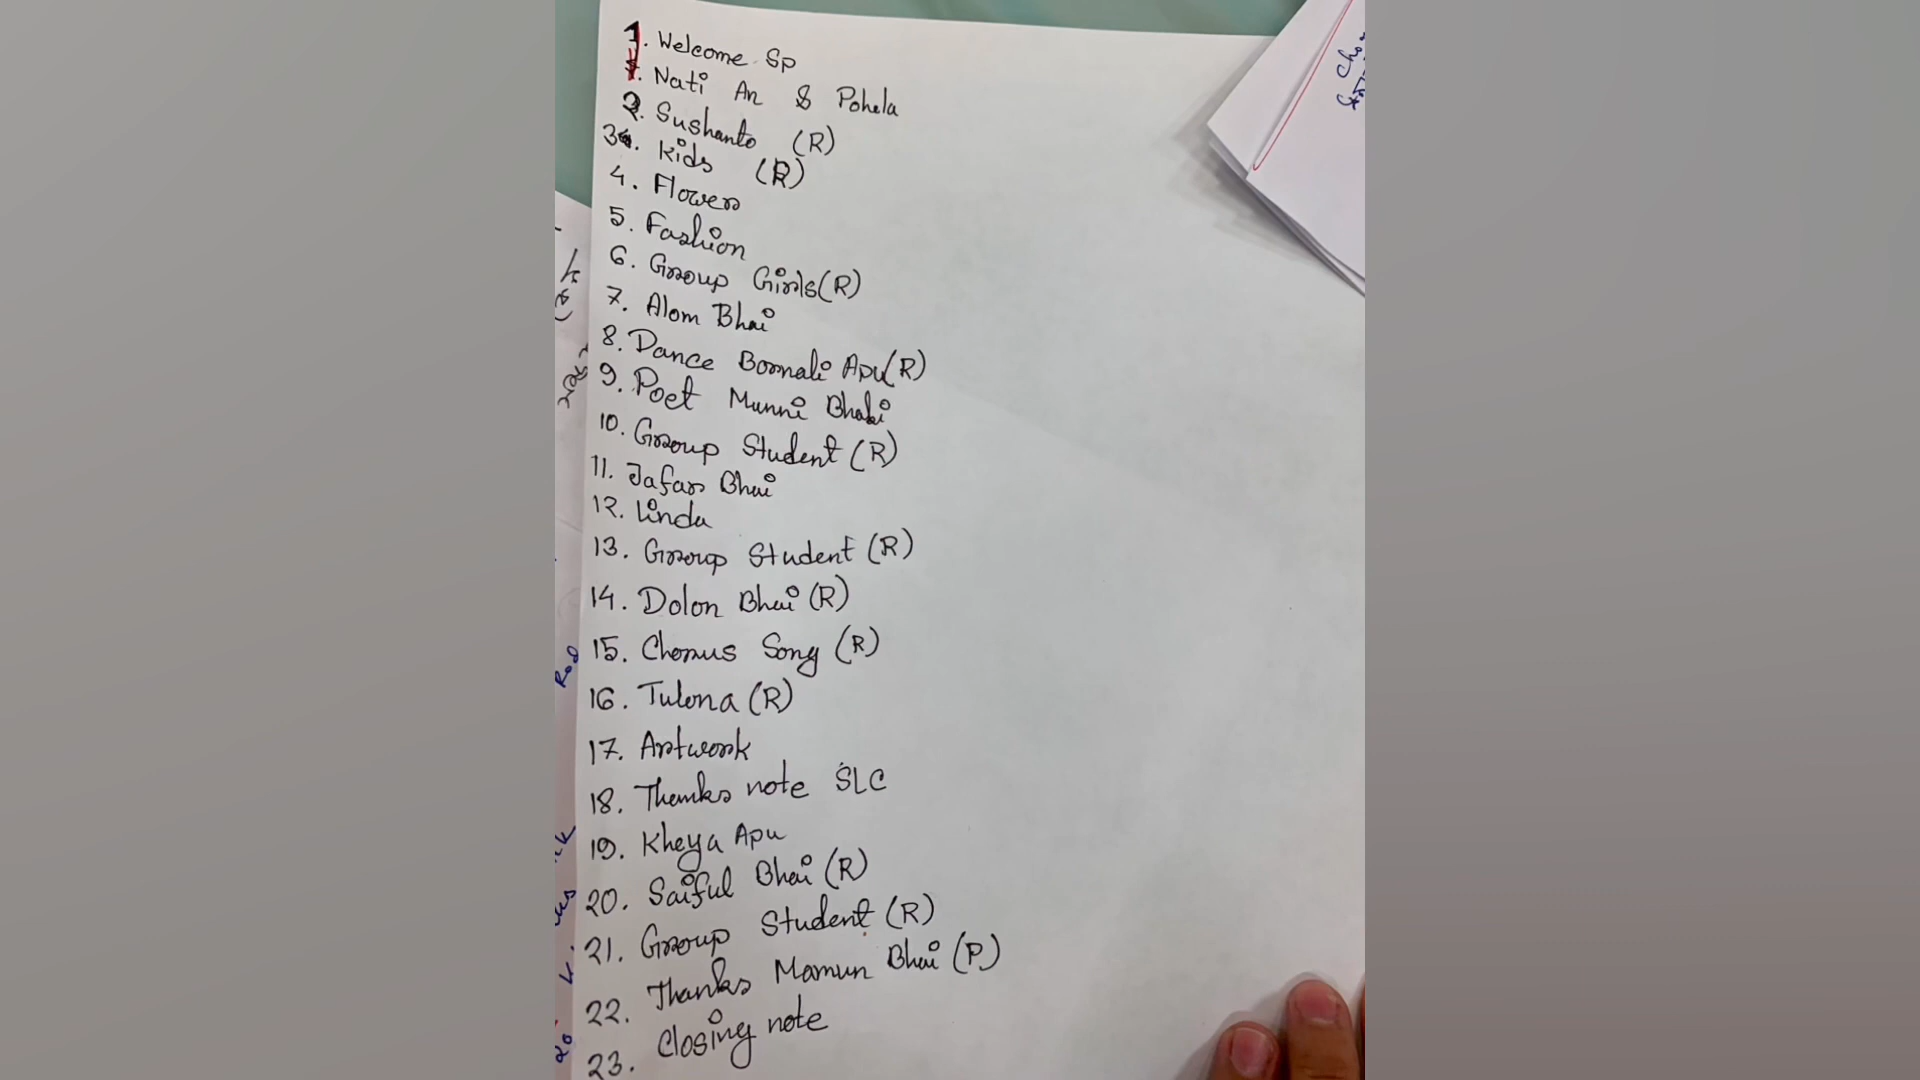 1. Welcome Sp
1. Nati An & Pohela
2. Sushanto (R)
3. Kids (R)
4. Flowers
5. Fashion
6. Group Girls (R)
7. Alom Bhai
8. Dance Bornali Apu (R)
9. Poet Munni Bhabi
10. Group Student (R)
11. Jafar Bhai
12. Linda
13. Group Student (R)
14. Dolon Bhai (R)
15. Chorus Song (R)
16. Tulona (R)
17. Artwork
18. Thanks note SLC
19. Kheya Apu
20. Saiful Bhai (R)
21. Group Student (R)
22. Thanks Mamun Bhai (P)
23. Closing note